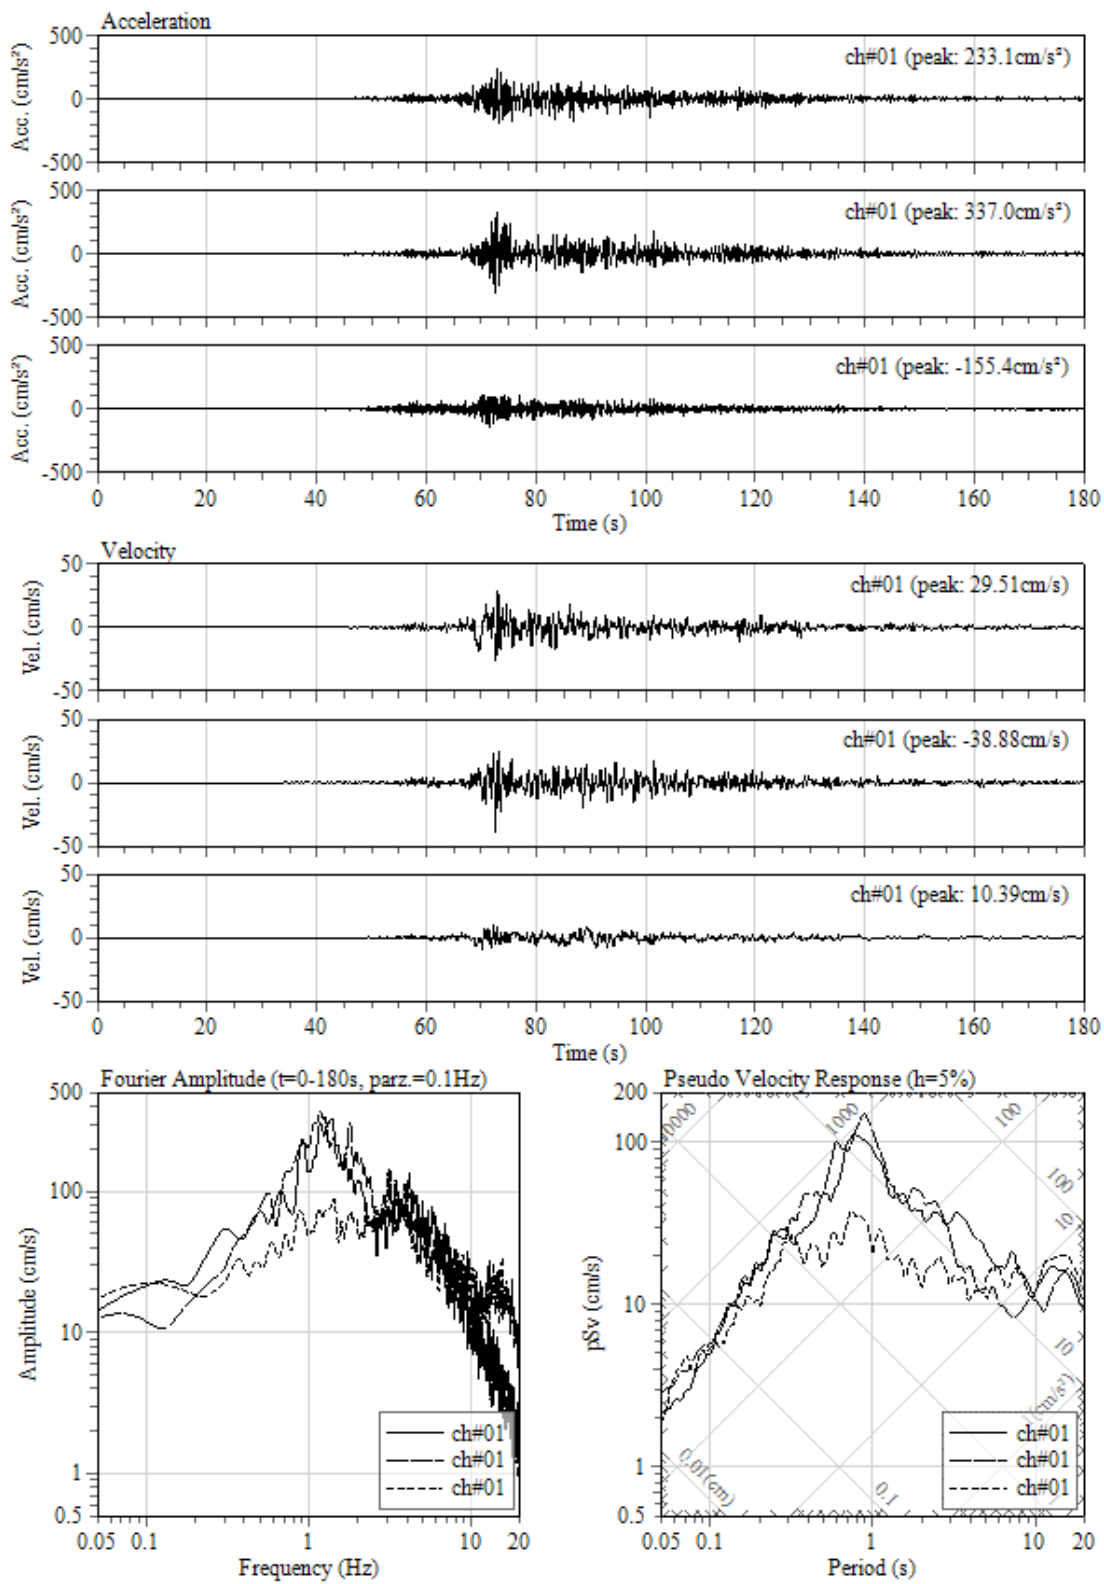 Acceleration
500
0
-500
Acc. (cm/s²)
ch#01 (peak: 233.1cm/s²)
500
0
-500
Acc. (cm/s²)
ch#01 (peak: 337.0cm/s²)
500
0
-500
Acc. (cm/s²)
ch#01 (peak: -155.4cm/s²)
0 20 40 60 80 100 120 140 160 180
Time (s)
Velocity
50
0
-50
Vel. (cm/s)
ch#01 (peak: 29.51cm/s)
50
0
-50
Vel. (cm/s)
ch#01 (peak: -38.88cm/s)
50
0
-50
Vel. (cm/s)
ch#01 (peak: 10.39cm/s)
0 20 40 60 80 100 120 140 160 180
Time (s)
Fourier Amplitude (t=0-180s, parz.=0.1Hz)
500
100
10
1
0.5
Amplitude (cm/s)
ch#01
ch#01
ch#01
0.05 0.1 1 10 20
Frequency (Hz)
Pseudo Velocity Response (h=5%)
200
100
10
1
0.5
pSv (cm/s)
1000
100
100
10
10
(cm/s²)
0.01(cm)
0.1
ch#01
ch#01
ch#01
0.05 0.1 1 10 20
Period (s)